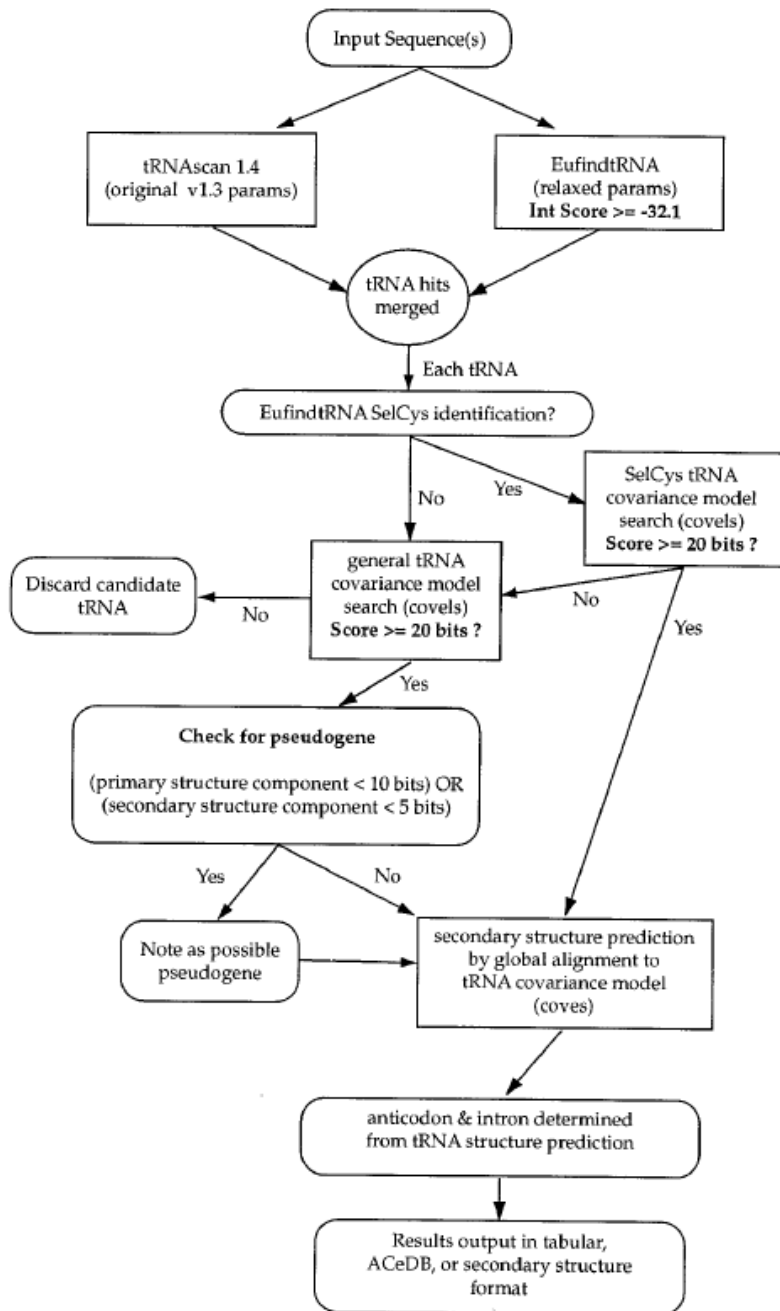 Input Sequence(s)
tRNAscan 1.4
(original v1.3 params)
EufindtRNA
(relaxed params)
Int Score >= -32.1
tRNA hits
merged
Each tRNA
EufindtRNA SelCys identification?
No
Yes
SelCys tRNA
covariance model
search (covels)
Score >= 20 bits ?
general tRNA
covariance model
search (covels)
Score >= 20 bits ?
Discard candidate
tRNA
No
No
Yes
Yes
Check for pseudogene
(primary structure component < 10 bits) OR
(secondary structure component < 5 bits)
Yes
No
Note as possible
pseudogene
secondary structure prediction
by global alignment to
tRNA covariance model
(coves)
anticodon & intron determined
from tRNA structure prediction
Results output in tabular,
ACeDB, or secondary structure
format